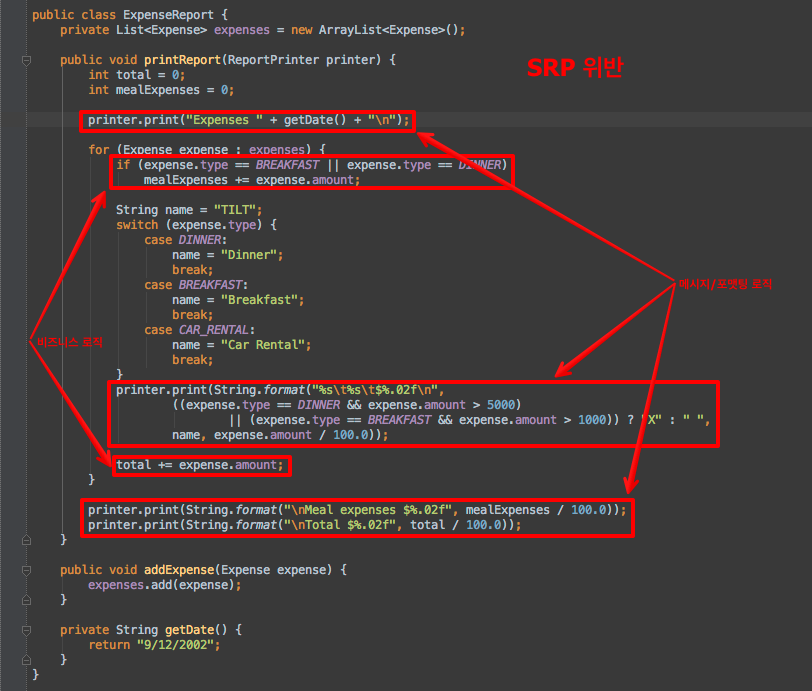 public class ExpenseReport {
private List<Expense> expenses = new ArrayList<Expense>();
public void printReport(ReportPrinter printer) {
SRP 위반
int total = 0;
int mealExpenses = 0;
printer.print("Expenses " + getDate() + "\n");
for (Expense expense : expenses) {
if (expense.type == BREAKFAST || expense.type == DINNER)
mealExpenses += expense.amount;
String name = "TILT";
switch (expense.type) {
case DINNER:
name = "Dinner";
break;
메시지/포맷팅 로직
case BREAKFAST:
name = "Breakfast";
break;
case CAR_RENTAL:
비즈니스 로직
name = "Car Rental";
break;
}
printer.print(String.format("%s\t%s\t$%.02f\n",
((expense.type == DINNER && expense.amount > 5000)
|| (expense.type == BREAKFAST && expense.amount > 1000)) ? "X" : " ",
name, expense.amount / 100.0));
total += expense.amount;
}
printer.print(String.format("\nMeal expenses $%.02f", mealExpenses / 100.0));
printer.print(String.format("\nTotal $%.02f", total / 100.0));
}
public void addExpense(Expense expense) {
expenses.add(expense);
}
private String getDate() {
return "9/12/2002";
}
}